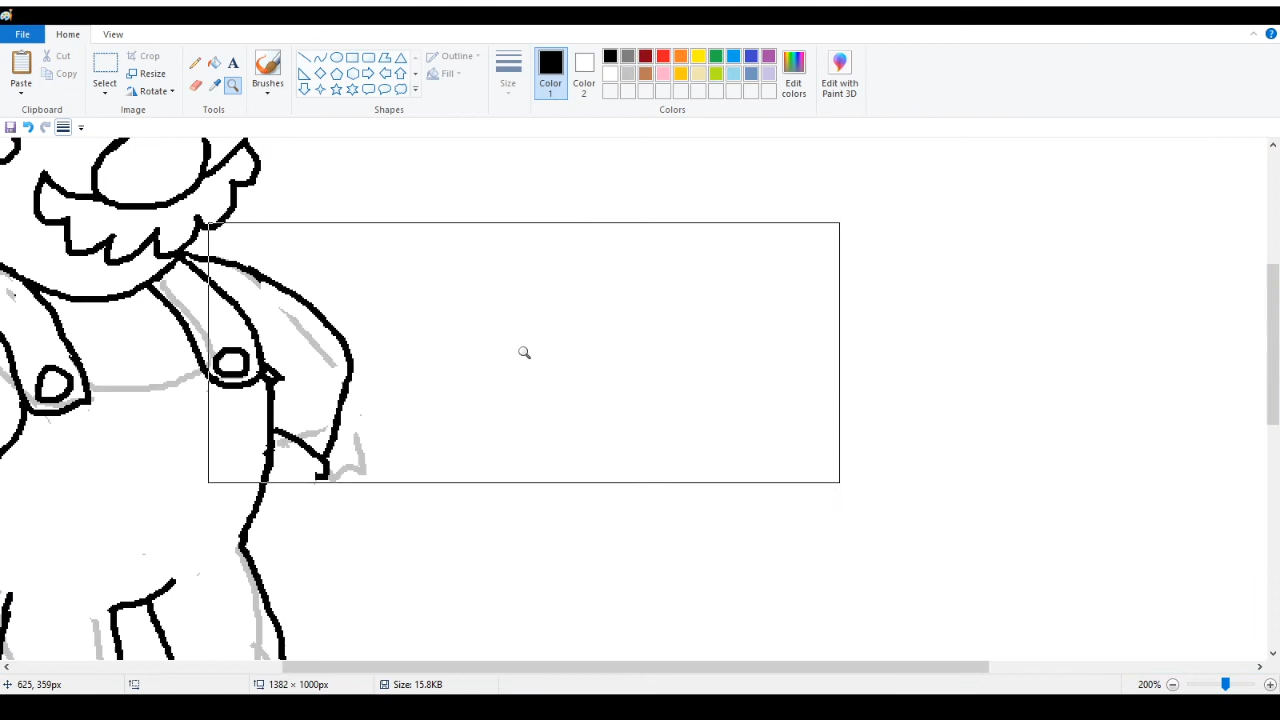 File Home View
Cut
Copy
Paste
Clipboard
Select
Crop
Resize
Rotate
Image
Tools
Brushes
Shapes
Outline
Fill
Size
Color 1
Color 2
Colors
Edit colors
Edit with Paint 3D
625, 359px 1382 × 1000px Size: 15.8KB 200%